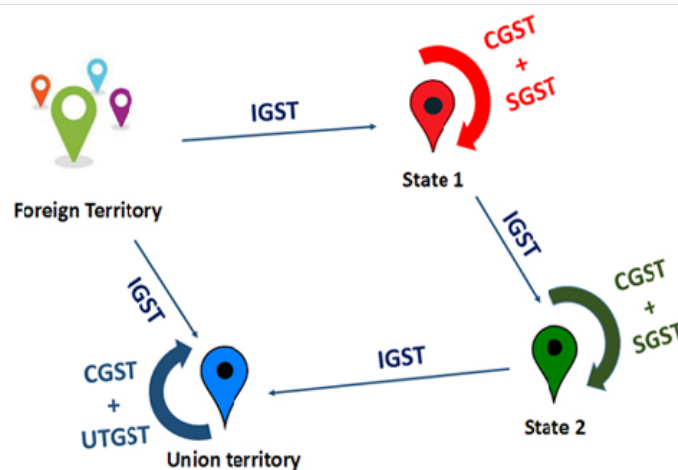 CGST
+
SGST
IGST
State 1
Foreign Territory
IGST
IGST
CGST
+
SGST
IGST
CGST
+
UTGST
State 2
Union territory